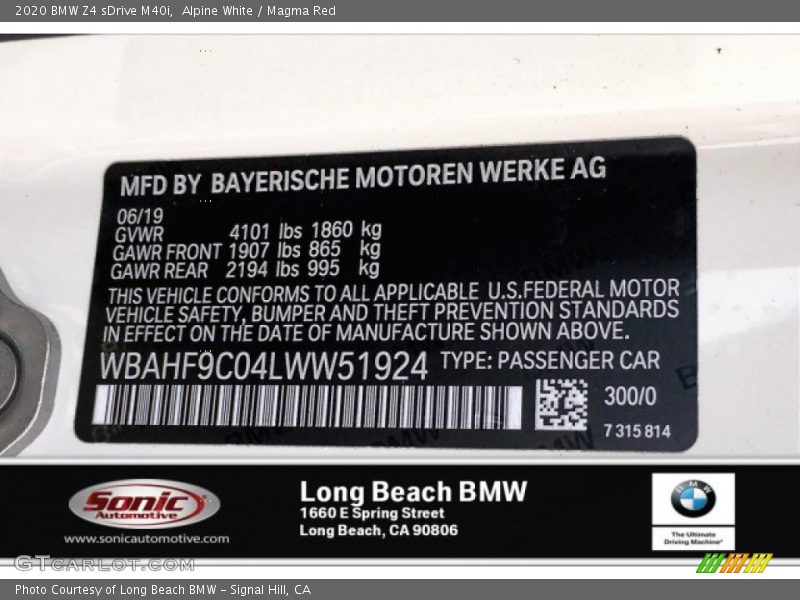 2020 BMW Z4 sDrive M40i,  Alpine White / Magma Red
MFD BY BAYERISCHE MOTOREN WERKE AG
06/19
GVWR 4101 lbs 1860 kg
GAWR FRONT 1907 lbs 865 kg
GAWR REAR 2194 lbs 995 kg
THIS VEHICLE CONFORMS TO ALL APPLICABLE U.S.FEDERAL MOTOR
VEHICLE SAFETY, BUMPER AND THEFT PREVENTION STANDARDS
IN EFFECT ON THE DATE OF MANUFACTURE SHOWN ABOVE.
WBAHF9C04LWW51924 TYPE: PASSENGER CAR
300/0
7 315 814
Sonic
Automotive
www.sonicautomotive.com
Long Beach BMW
1660 E Spring Street
Long Beach, CA 90806
BMW
The Ultimate
Driving Machine®
GTcarlot.com
Photo Courtesy of Long Beach BMW - Signal Hill, CA